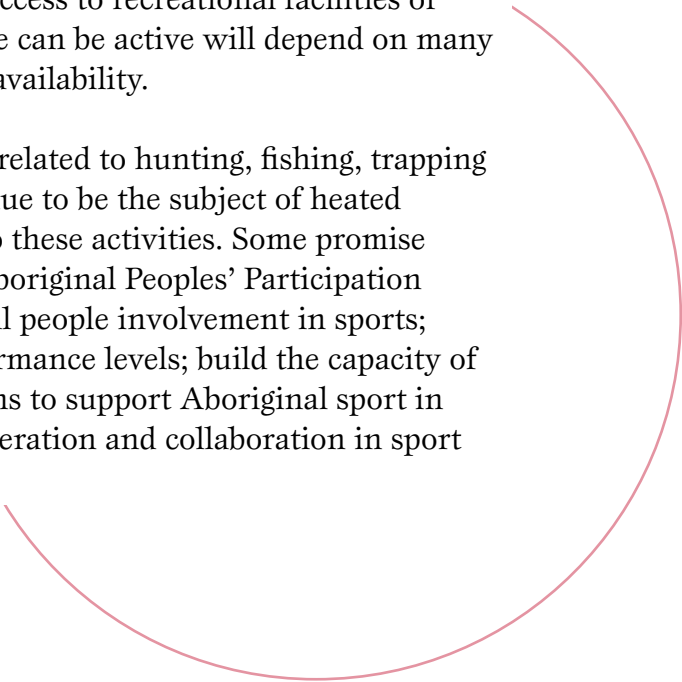 ccess to recreational facilities or
e can be active will depend on many
availability.
related to hunting, fishing, trapping
ue to be the subject of heated
o these activities. Some promise
boriginal Peoples’ Participation
l people involvement in sports;
rmance levels; build the capacity of
ns to support Aboriginal sport in
eration and collaboration in sport